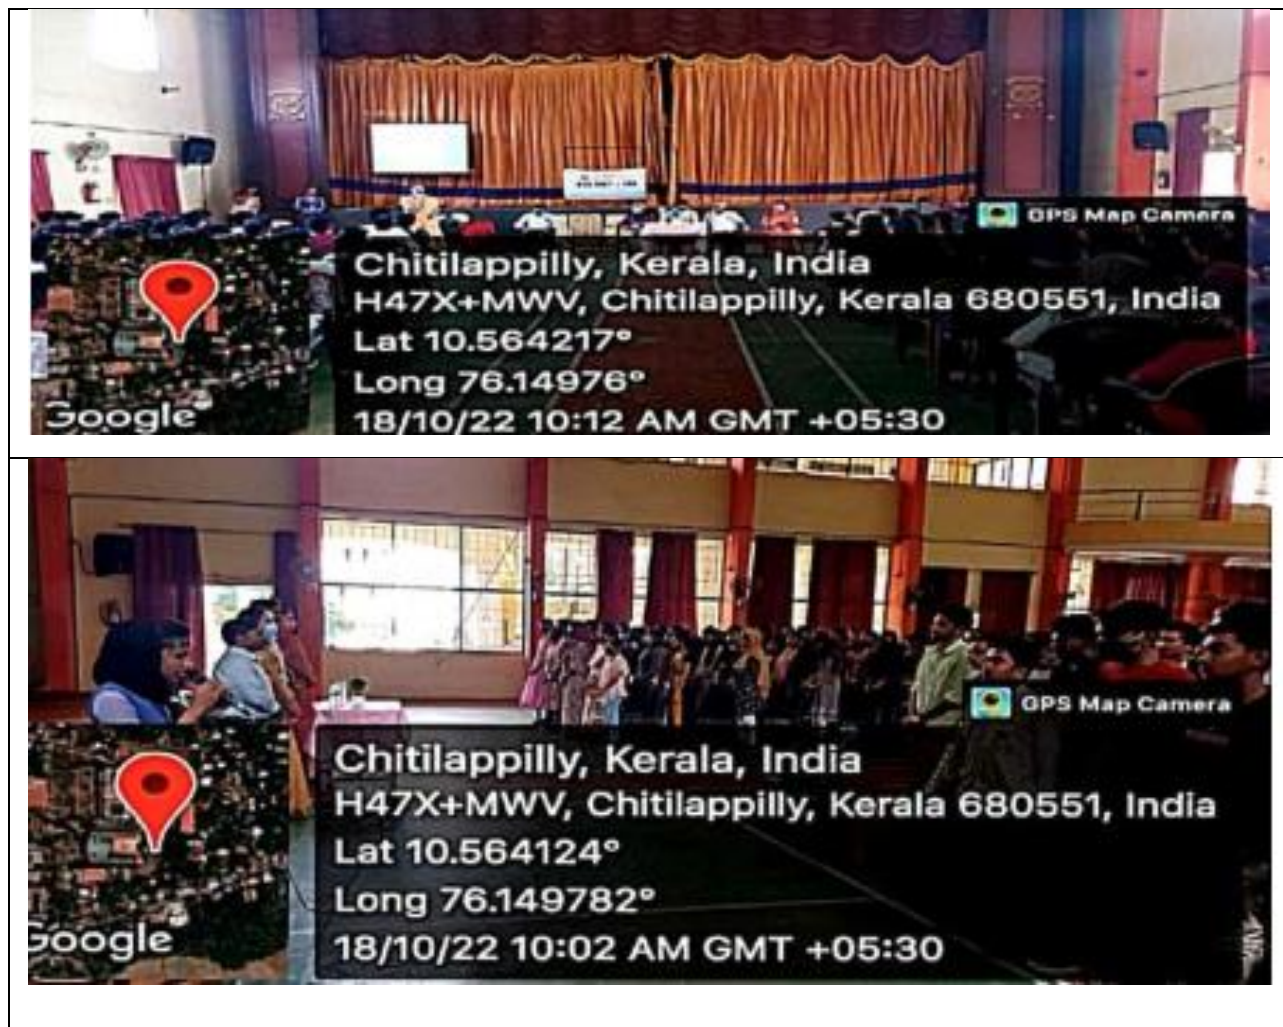 GPS Map Camera
Chitilappilly, Kerala, India
H47X+MWV, Chitilappilly, Kerala 680551, India
Lat 10.564217°
Long 76.14976°
Google
18/10/22 10:12 AM GMT +05:30
GPS Map Camera
Chitilappilly, Kerala, India
H47X+MWV, Chitilappilly, Kerala 680551, India
Lat 10.564124°
Long 76.149782°
Google
18/10/22 10:02 AM GMT +05:30